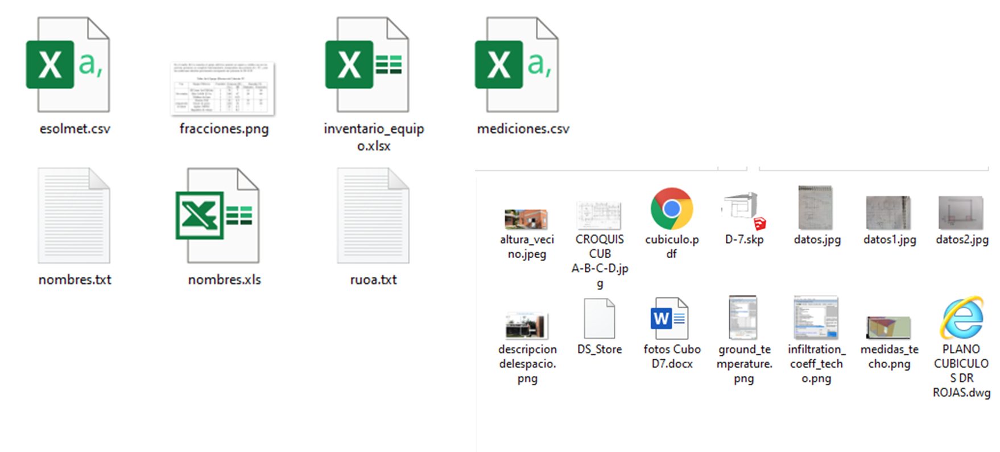 esolmet.csv
fracciones.png
inventario_equip
o.xlsx
mediciones.csv
nombres.txt
nombres.xls
ruoa.txt
altura_veci
no.jpeg
CROQUIS
CUB
A-B-C-D.jp
g
cubiculo.p
df
D-7.skp
datos.jpg
datos1.jpg
datos2.jpg
descripcion
delespacio.
png
DS_Store
fotos Cubo
D7.docx
ground_te
mperature.
png
infiltration_
coeff_tech
o.png
medidas_te
cho.png
PLANO
CUBICULO
S DR
ROJAS.dwg